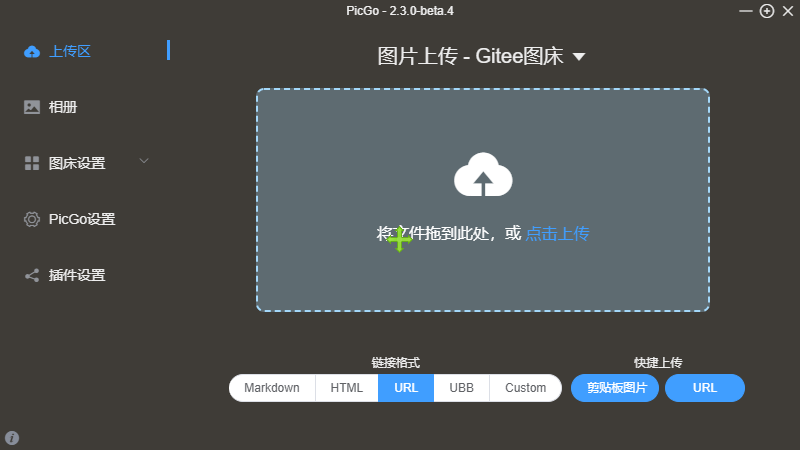 PicGo - 2.3.0-beta.4
上传区
相册
图床设置
PicGo设置
插件设置
图片上传 - Gitee图床
将文件拖到此处，或 点击上传
链接格式
Markdown HTML URL UBB Custom
快捷上传
剪贴板图片 URL